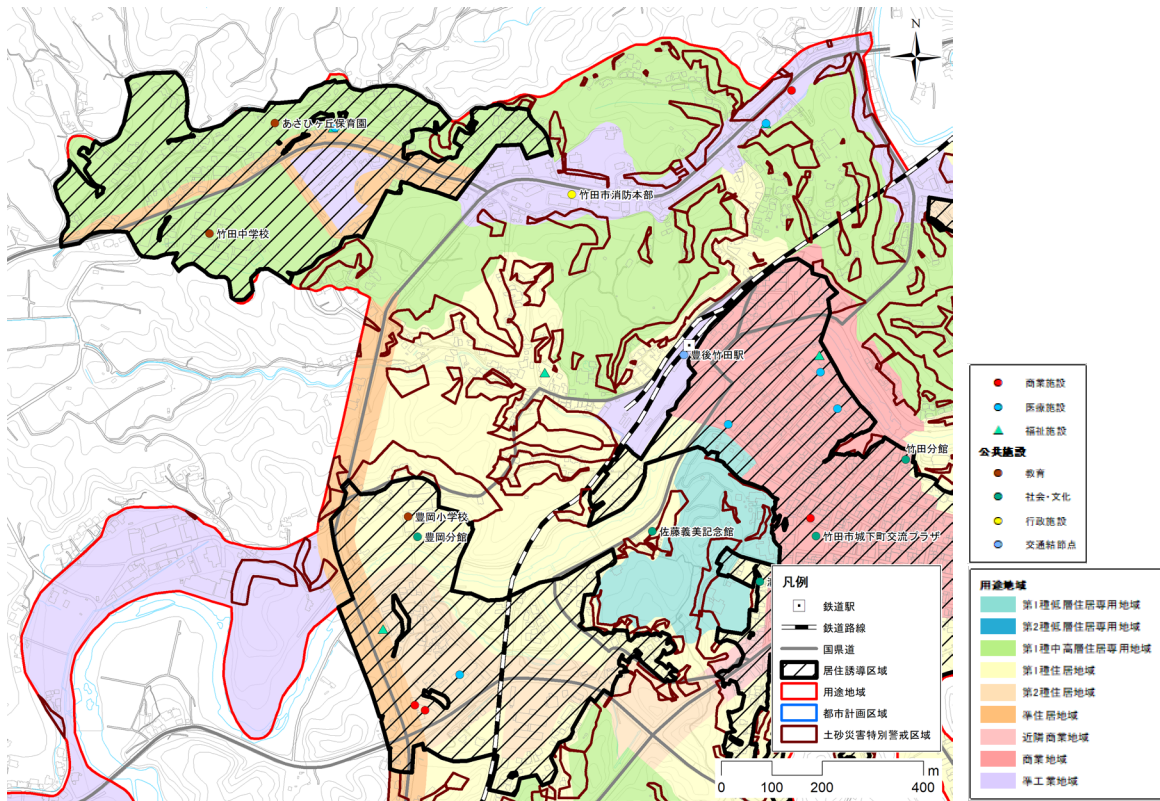 N
あさひヶ丘保育園
竹田市消防本部
竹田中学校
豊後竹田駅
竹田分館
豊岡小学校
豊岡分館
佐藤義美記念館
竹田市城下町交流プラザ
凡例
鉄道駅
鉄道路線
国県道
居住誘導区域
用途地域
都市計画区域
土砂災害特別警戒区域
0 100 200 400 m
商業施設
医療施設
福祉施設
公共施設
教育
社会・文化
行政施設
交通結節点
用途地域
第1種低層住居専用地域
第2種低層住居専用地域
第1種中高層住居専用地域
第1種住居地域
第2種住居地域
準住居地域
近隣商業地域
商業地域
準工業地域